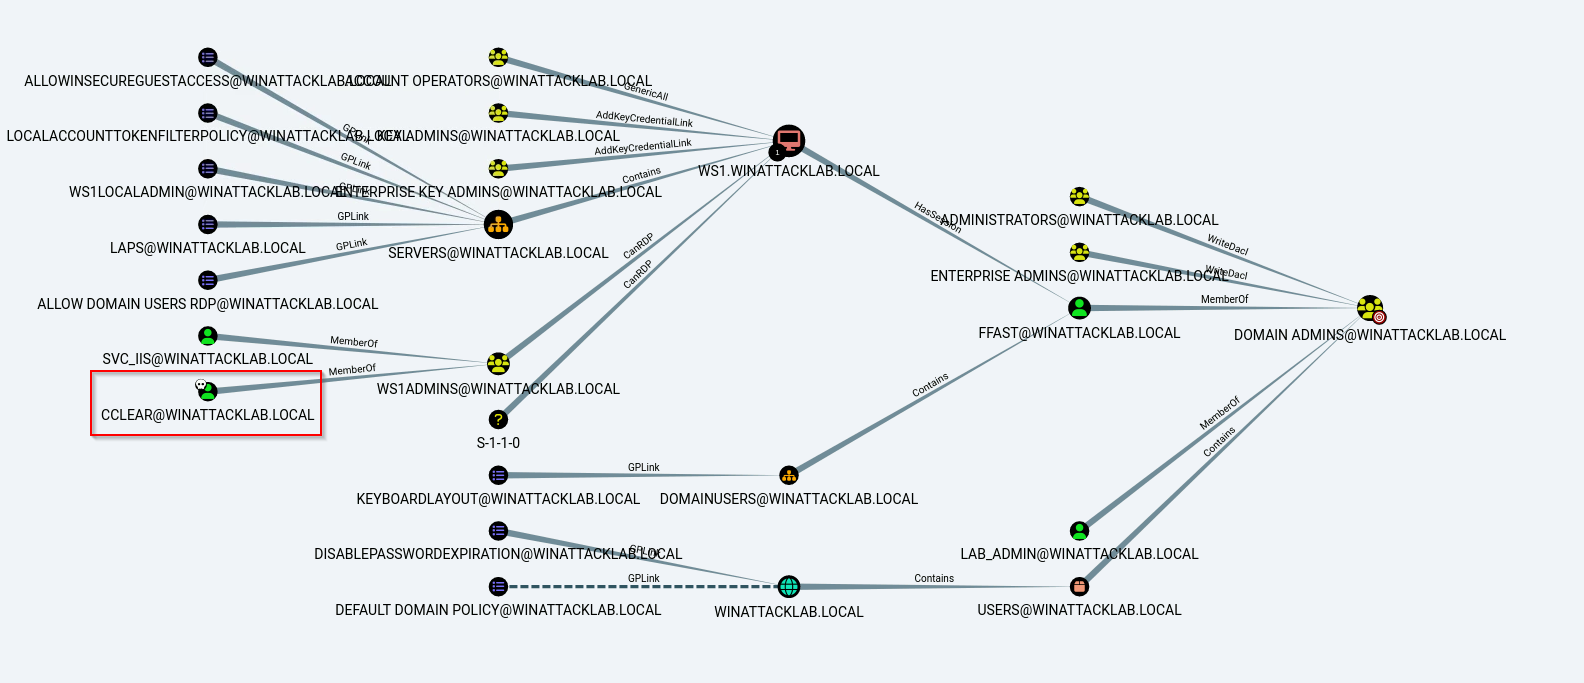 ALLOWINSECUREGUESTACCESS@WINATTACKLAB.LOCAL
ACCOUNT OPERATORS@WINATTACKLAB.LOCAL
GenericAll
LOCALACCOUNTTOKENFILTERPOLICY@WINATTACKLAB.LOCAL
KEY ADMINS@WINATTACKLAB.LOCAL
AddKeyCredentialLink
GPLink
GPLink
AddKeyCredentialLink
WS1.WINATTACKLAB.LOCAL
1
WS1LOCALADMIN@WINATTACKLAB.LOCAL
GPLink
ENTERPRISE KEY ADMINS@WINATTACKLAB.LOCAL
Contains
GPLink
LAPS@WINATTACKLAB.LOCAL
SERVERS@WINATTACKLAB.LOCAL
GPLink
CanRDP
CanRDP
HasSession
ADMINISTRATORS@WINATTACKLAB.LOCAL
WriteDacl
ENTERPRISE ADMINS@WINATTACKLAB.LOCAL
WriteDacl
ALLOW DOMAIN USERS RDP@WINATTACKLAB.LOCAL
MemberOf
FFAST@WINATTACKLAB.LOCAL
DOMAIN ADMINS@WINATTACKLAB.LOCAL
MemberOf
SVC_IIS@WINATTACKLAB.LOCAL
MemberOf
WS1ADMINS@WINATTACKLAB.LOCAL
Contains
CCLEAR@WINATTACKLAB.LOCAL
?
S-1-1-0
MemberOf
Contains
GPLink
KEYBOARDLAYOUT@WINATTACKLAB.LOCAL
DOMAINUSERS@WINATTACKLAB.LOCAL
GPLink
DISABLEPASSWORDEXPIRATION@WINATTACKLAB.LOCAL
LAB_ADMIN@WINATTACKLAB.LOCAL
GPLink
Contains
DEFAULT DOMAIN POLICY@WINATTACKLAB.LOCAL
WINATTACKLAB.LOCAL
USERS@WINATTACKLAB.LOCAL